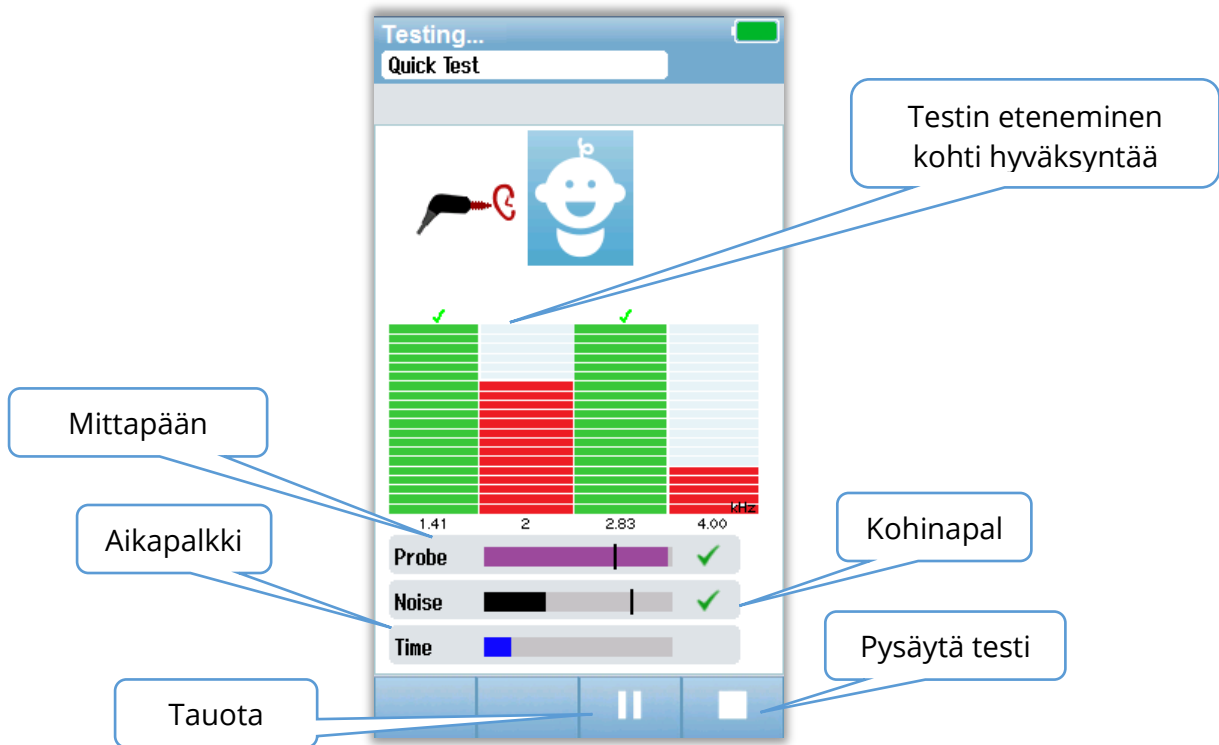 Testing...
Quick Test
Testin eteneminen
kohti hyväksyntää
Mittapään
kHz
1.41 2 2.83 4.00
Aikapalkki
Kohinapal
Probe
Noise
Time
Pysäytä testi
Tauota